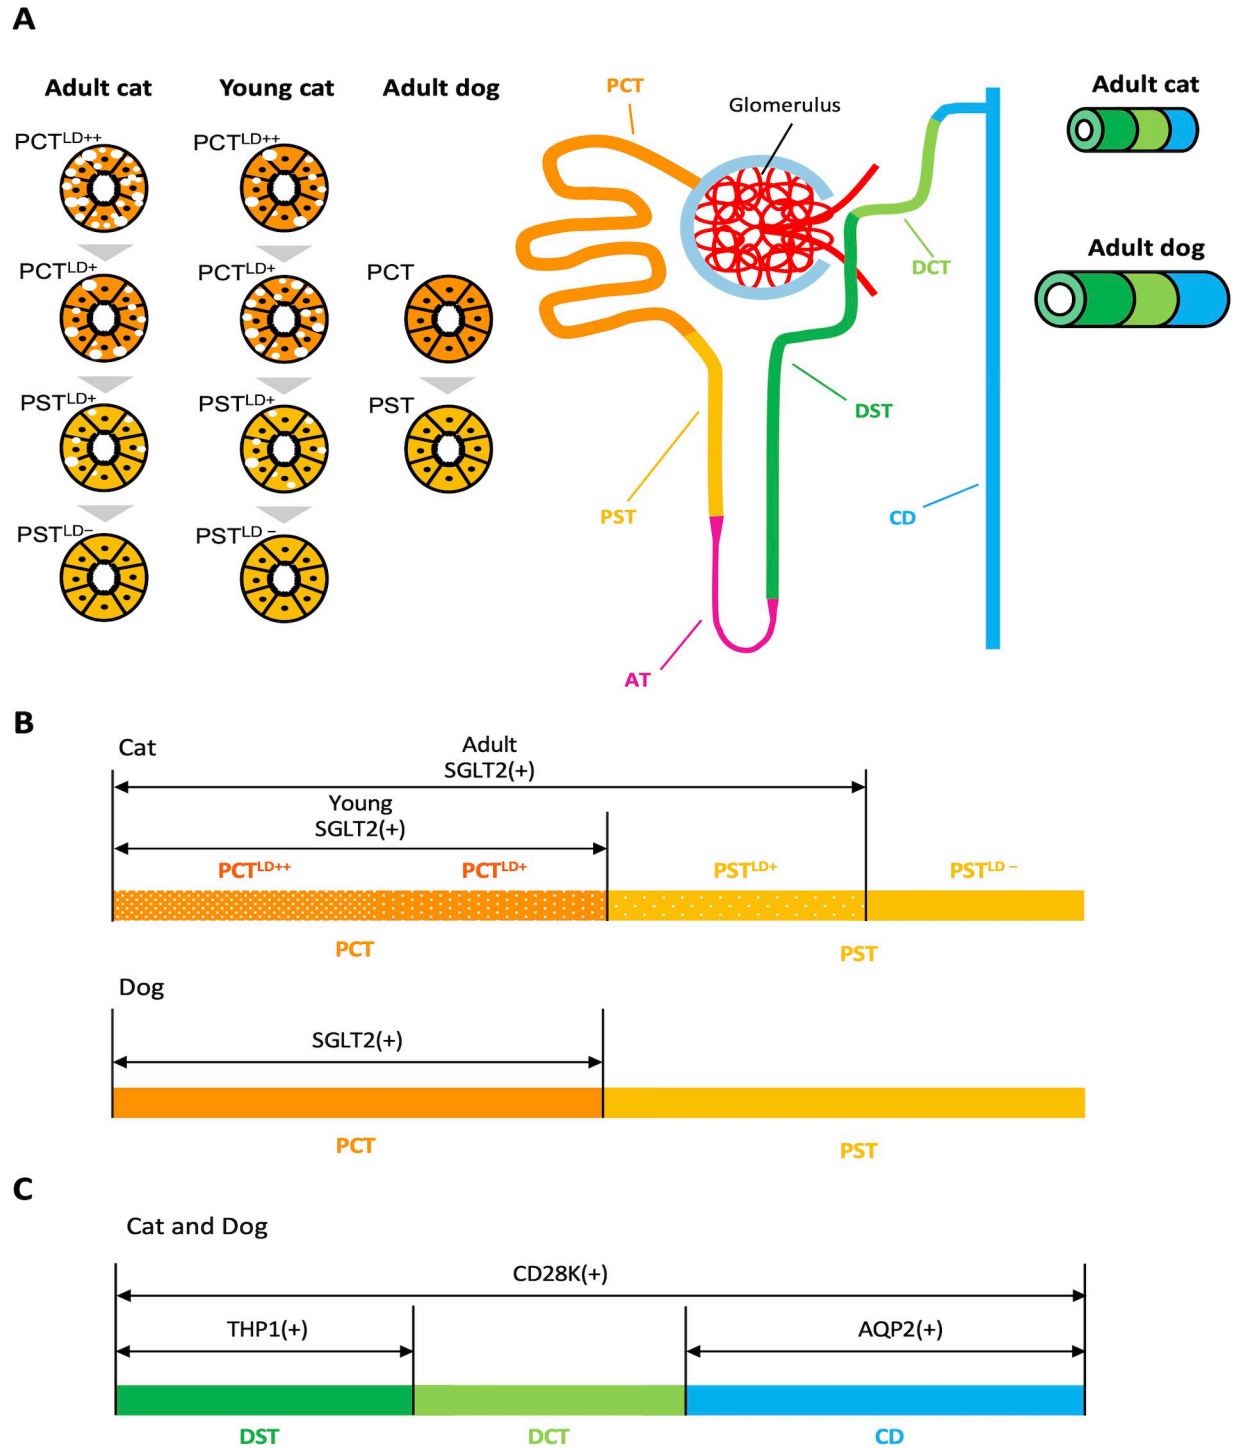 A
Adult cat
Young cat
Adult dog
PCT
Glomerulus
Adult cat
PCTLD++
PCTLD++
PCTLD+
PCTLD+
PCT
DCT
Adult dog
PSTLD+
PSTLD+
PST
DST
PST
CD
PSTLD–
PSTLD –
AT
B
Cat
Adult
SGLT2(+)
Young
SGLT2(+)
PCTLD++
PCTLD+
PSTLD+
PSTLD –
PCT
PST
Dog
SGLT2(+)
PCT
PST
C
Cat and Dog
CD28K(+)
THP1(+)
AQP2(+)
DST
DCT
CD